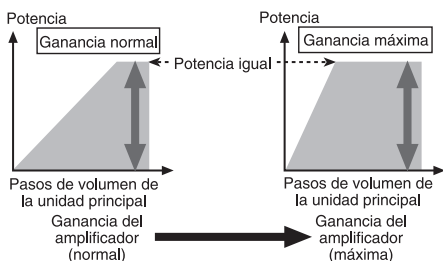 Potencia
Ganancia normal
Potencia
Ganancia máxima
Potencia igual
Pasos de volumen de
la unidad principal
Pasos de volumen de
la unidad principal
Ganancia del
amplificador
(normal)
Ganancia del
amplificador
(máxima)